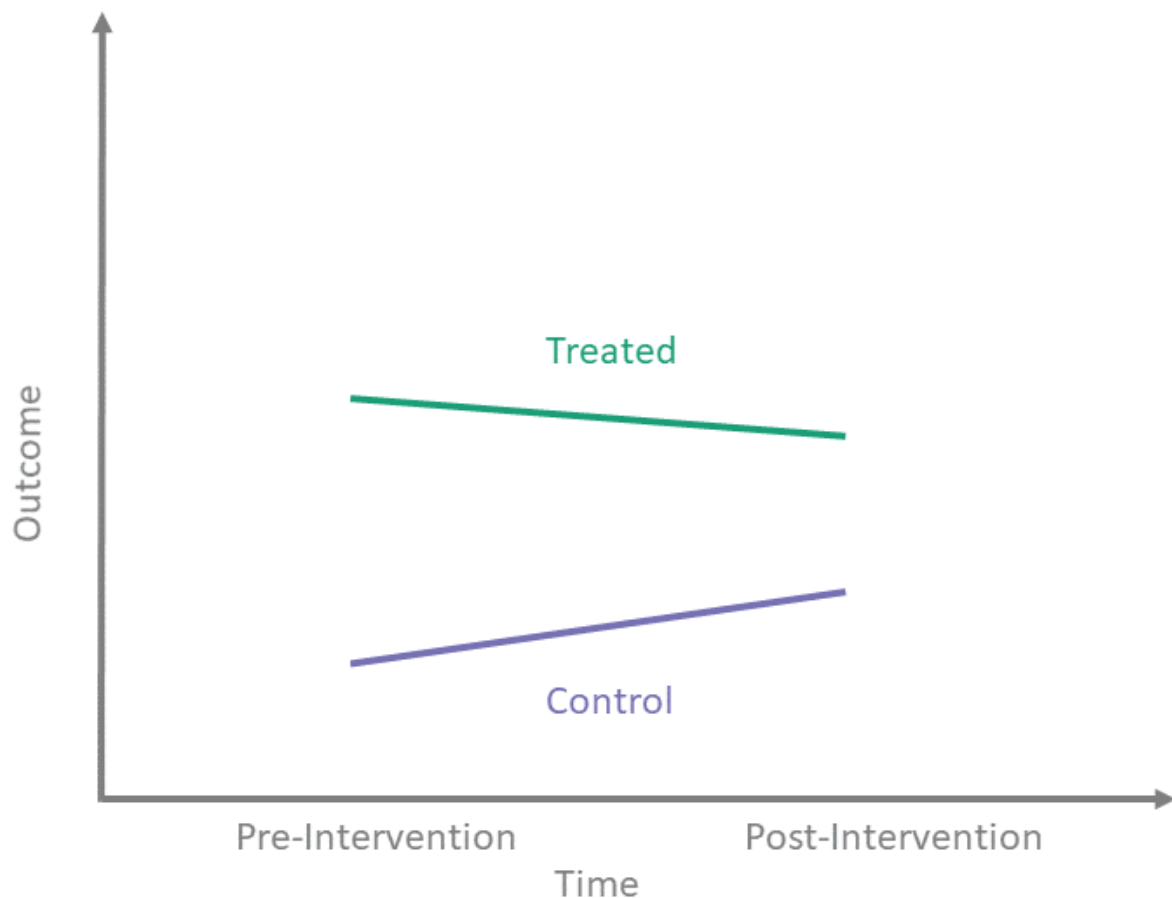 Treated
Outcome
Control
Pre-Intervention
Post-Intervention
Time